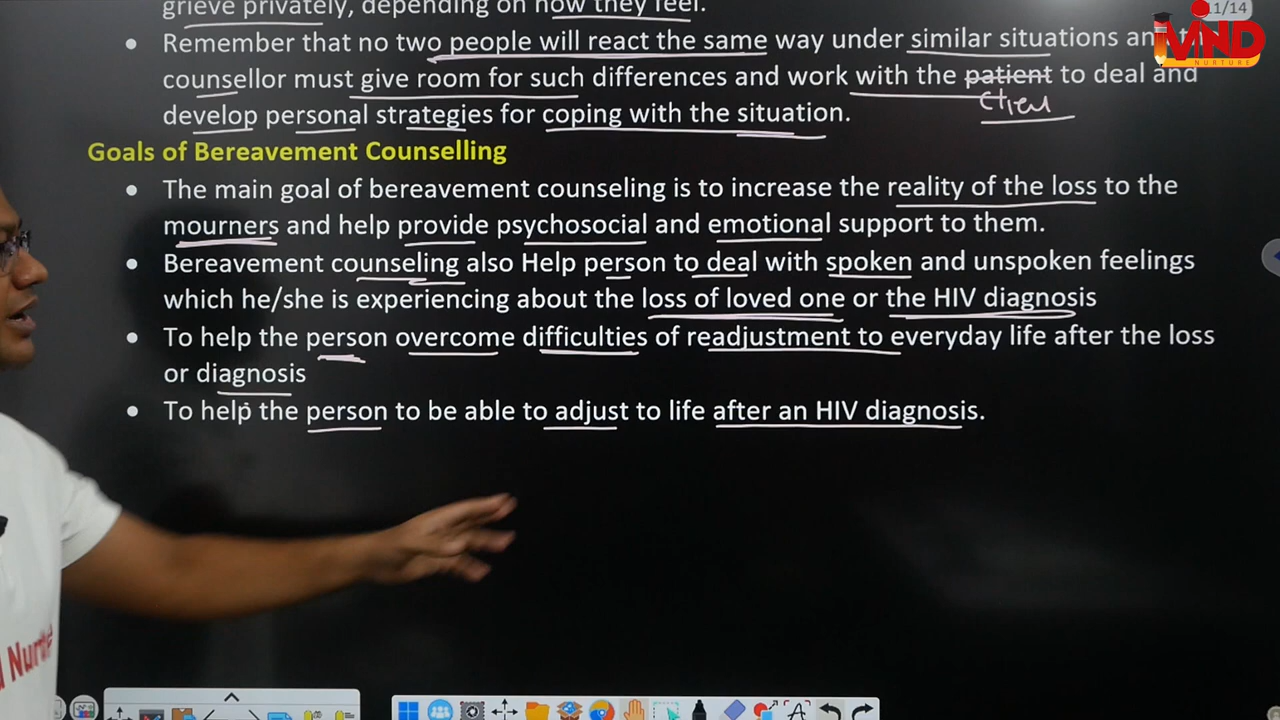 grieve privately, depending on how they feel.
11/14
• Remember that no two people will react the same way under similar situations and
counsellor must give room for such differences and work with the patient to deal and
develop personal strategies for coping with the situation.
MIND
NURTURE
Goals of Bereavement Counselling
• The main goal of bereavement counseling is to increase the reality of the loss to the
mourners and help provide psychosocial and emotional support to them.
• Bereavement counseling also Help person to deal with spoken and unspoken feelings
which he/she is experiencing about the loss of loved one or the HIV diagnosis
• To help the person overcome difficulties of readjustment to everyday life after the loss
or diagnosis
• To help the person to be able to adjust to life after an HIV diagnosis.